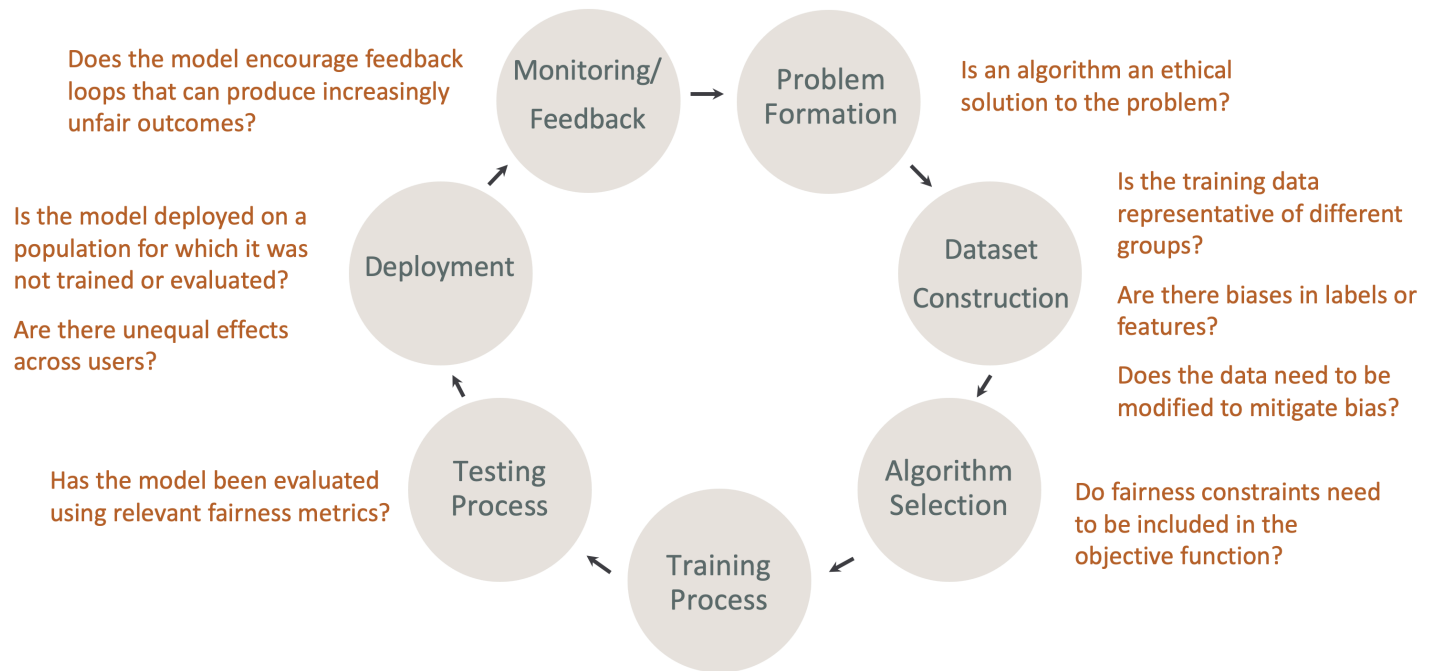 Does the model encourage feedback
loops that can produce increasingly
unfair outcomes?
Monitoring/
Feedback
Problem
Formation
Is an algorithm an ethical
solution to the problem?
Is the training data
representative of different
groups?
Are there biases in labels or
features?
Does the data need to be
modified to mitigate bias?
Dataset
Construction
Is the model deployed on a
population for which it was
not trained or evaluated?
Are there unequal effects
across users?
Deployment
Algorithm
Selection
Do fairness constraints need
to be included in the
objective function?
Testing
Process
Has the model been evaluated
using relevant fairness metrics?
Training
Process